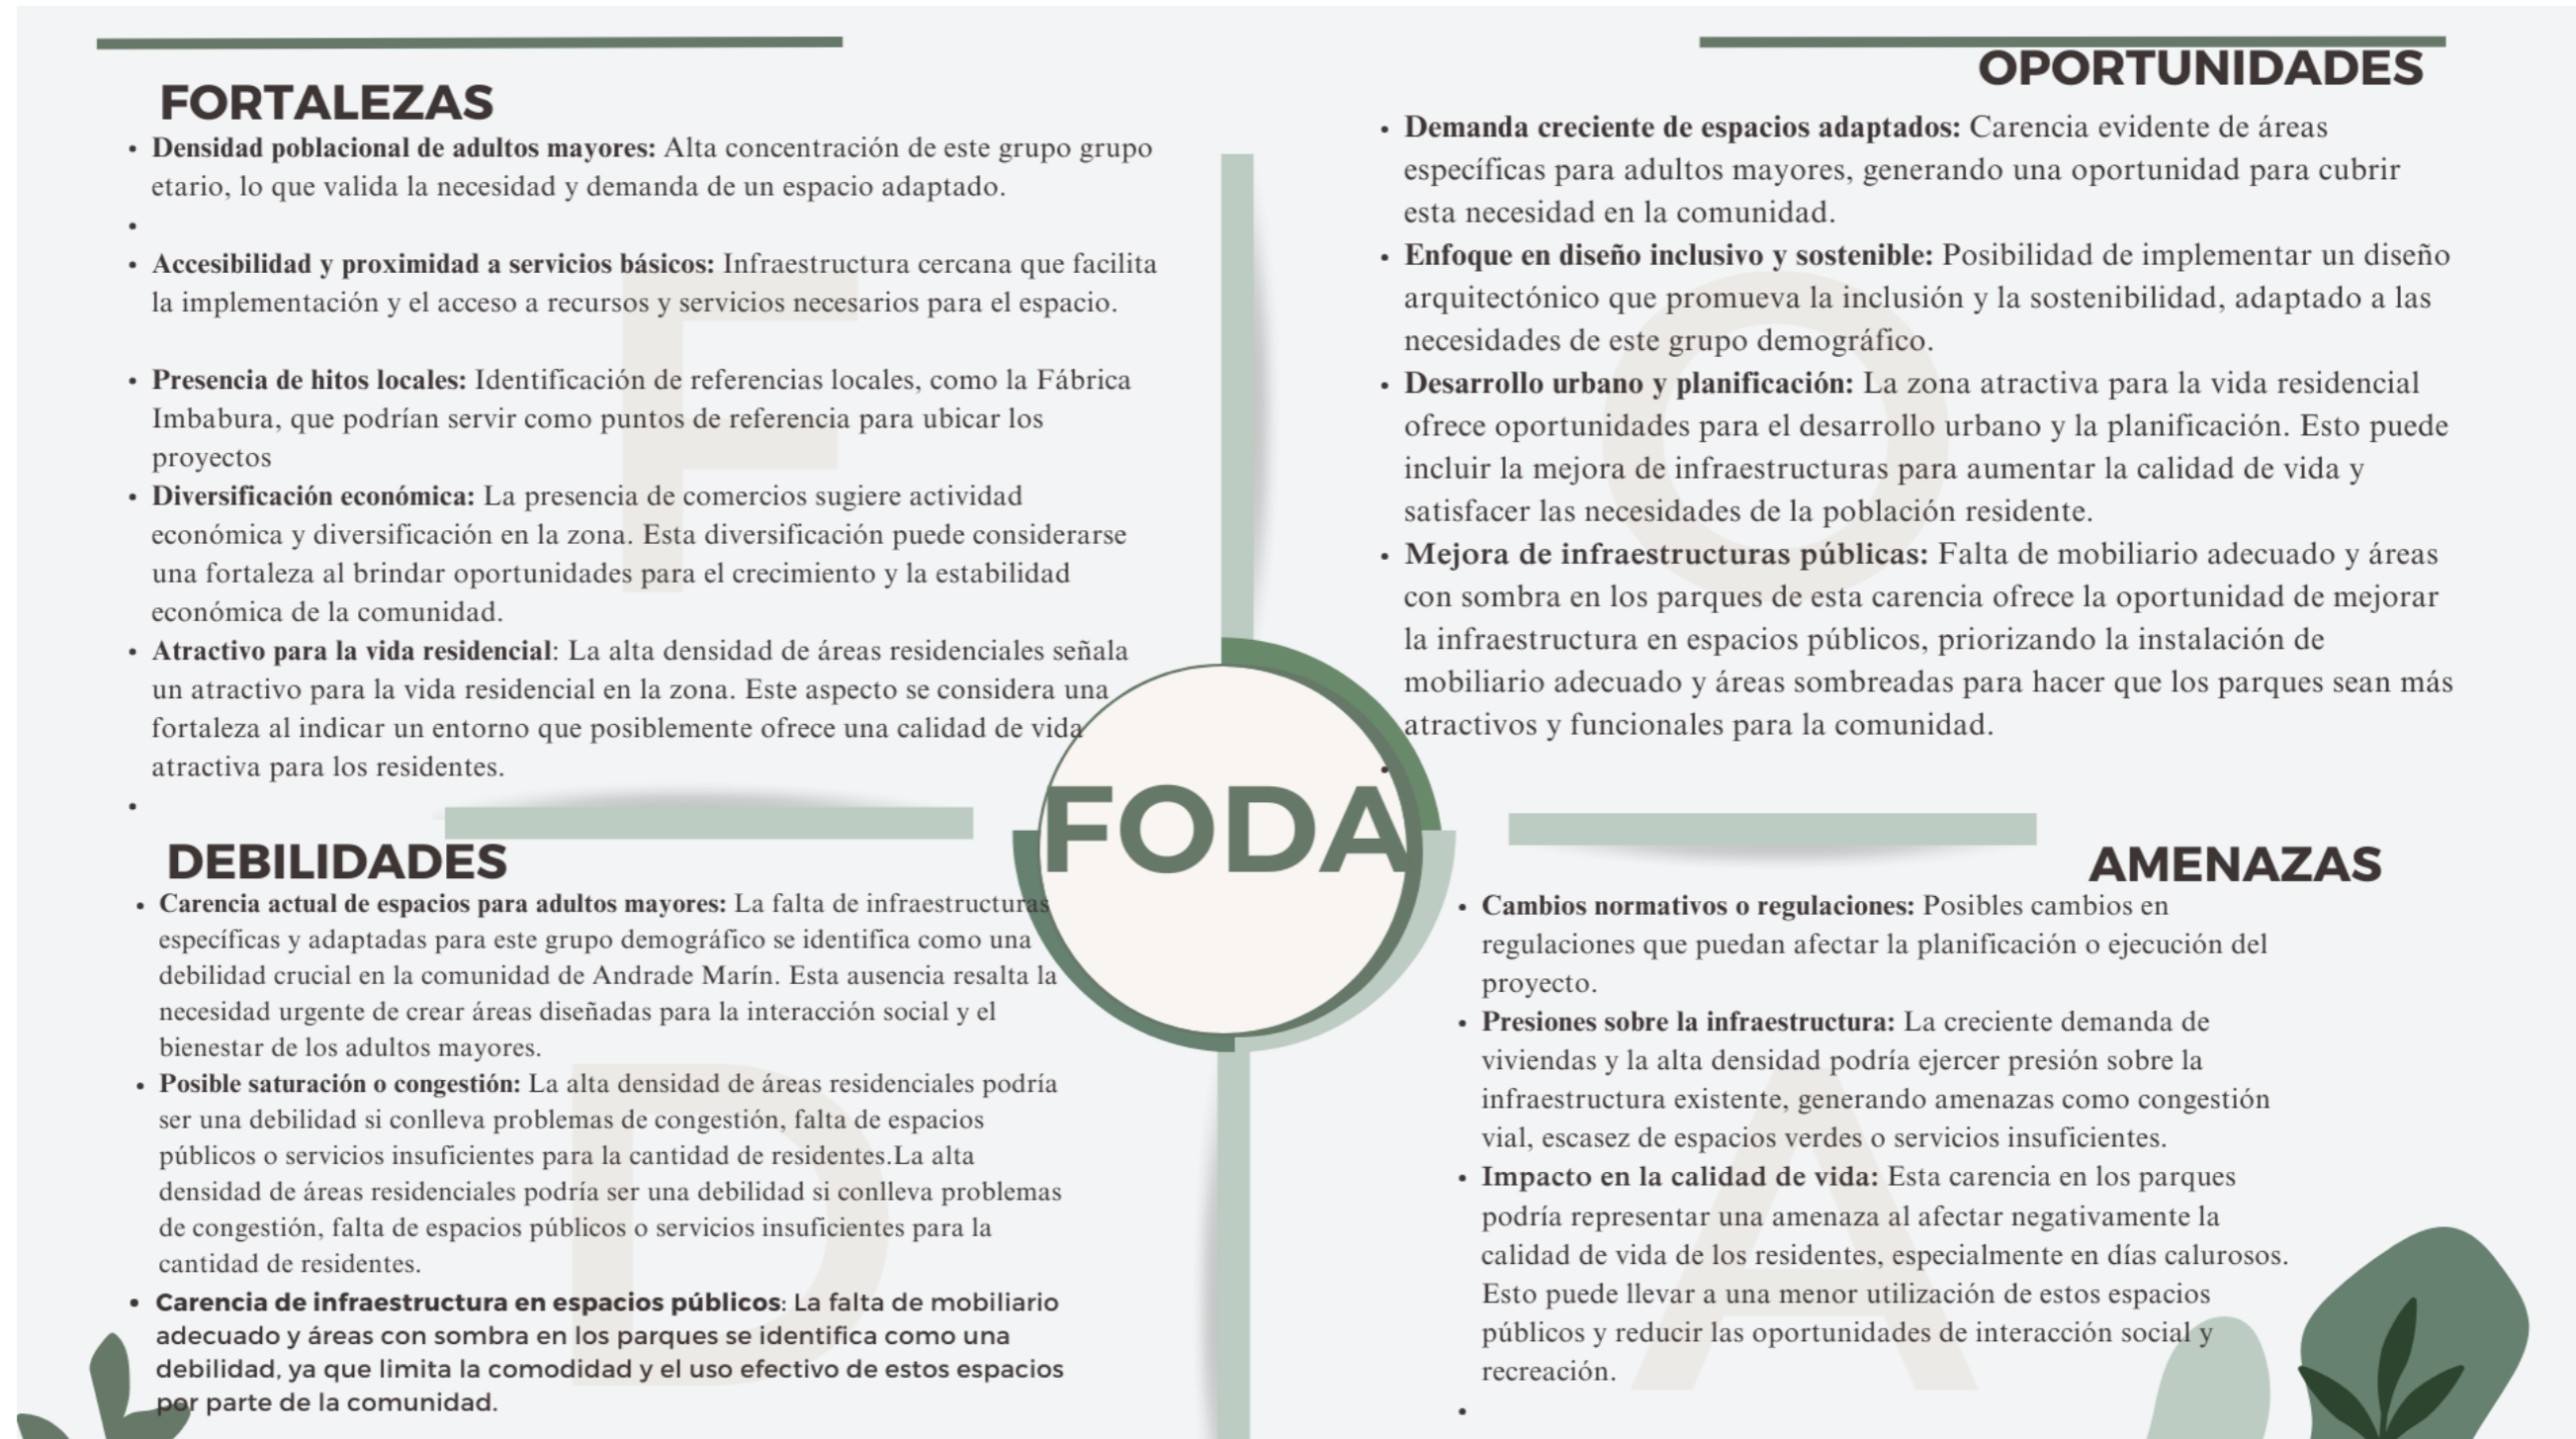 FORTALEZAS
• Densidad poblacional de adultos mayores: Alta concentración de este grupo grupo
etario, lo que valida la necesidad y demanda de un espacio adaptado.
•
• Accesibilidad y proximidad a servicios básicos: Infraestructura cercana que facilita
la implementación y el acceso a recursos y servicios necesarios para el espacio.
• Presencia de hitos locales: Identificación de referencias locales, como la Fábrica
Imbabura, que podrían servir como puntos de referencia para ubicar los
proyectos
• Diversificación económica: La presencia de comercios sugiere actividad
económica y diversificación en la zona. Esta diversificación puede considerarse
una fortaleza al brindar oportunidades para el crecimiento y la estabilidad
económica de la comunidad.
• Atractivo para la vida residencial: La alta densidad de áreas residenciales señala
un atractivo para la vida residencial en la zona. Este aspecto se considera una
fortaleza al indicar un entorno que posiblemente ofrece una calidad de vida
atractiva para los residentes.
•
F
OPORTUNIDADES
• Demanda creciente de espacios adaptados: Carencia evidente de áreas
específicas para adultos mayores, generando una oportunidad para cubrir
esta necesidad en la comunidad.
• Enfoque en diseño inclusivo y sostenible: Posibilidad de implementar un diseño
arquitectónico que promueva la inclusión y la sostenibilidad, adaptado a las
necesidades de este grupo demográfico.
• Desarrollo urbano y planificación: La zona atractiva para la vida residencial
ofrece oportunidades para el desarrollo urbano y la planificación. Esto puede
incluir la mejora de infraestructuras para aumentar la calidad de vida y
satisfacer las necesidades de la población residente.
• Mejora de infraestructuras públicas: Falta de mobiliario adecuado y áreas
con sombra en los parques de esta carencia ofrece la oportunidad de mejorar
la infraestructura en espacios públicos, priorizando la instalación de
mobiliario adecuado y áreas sombreadas para hacer que los parques sean más
atractivos y funcionales para la comunidad.
•
O
FODA
DEBILIDADES
• Carencia actual de espacios para adultos mayores: La falta de infraestructuras
específicas y adaptadas para este grupo demográfico se identifica como una
debilidad crucial en la comunidad de Andrade Marín. Esta ausencia resalta la
necesidad urgente de crear áreas diseñadas para la interacción social y el
bienestar de los adultos mayores.
• Posible saturación o congestión: La alta densidad de áreas residenciales podría
ser una debilidad si conlleva problemas de congestión, falta de espacios
públicos o servicios insuficientes para la cantidad de residentes.La alta
densidad de áreas residenciales podría ser una debilidad si conlleva problemas
de congestión, falta de espacios públicos o servicios insuficientes para la
cantidad de residentes.
• Carencia de infraestructura en espacios públicos: La falta de mobiliario
adecuado y áreas con sombra en los parques se identifica como una
debilidad, ya que limita la comodidad y el uso efectivo de estos espacios
por parte de la comunidad.
D
AMENAZAS
• Cambios normativos o regulaciones: Posibles cambios en
regulaciones que puedan afectar la planificación o ejecución del
proyecto.
• Presiones sobre la infraestructura: La creciente demanda de
viviendas y la alta densidad podría ejercer presión sobre la
infraestructura existente, generando amenazas como congestión
vial, escasez de espacios verdes o servicios insuficientes.
• Impacto en la calidad de vida: Esta carencia en los parques
podría representar una amenaza al afectar negativamente la
calidad de vida de los residentes, especialmente en días calurosos.
Esto puede llevar a una menor utilización de estos espacios
públicos y reducir las oportunidades de interacción social y
recreación.
•
A